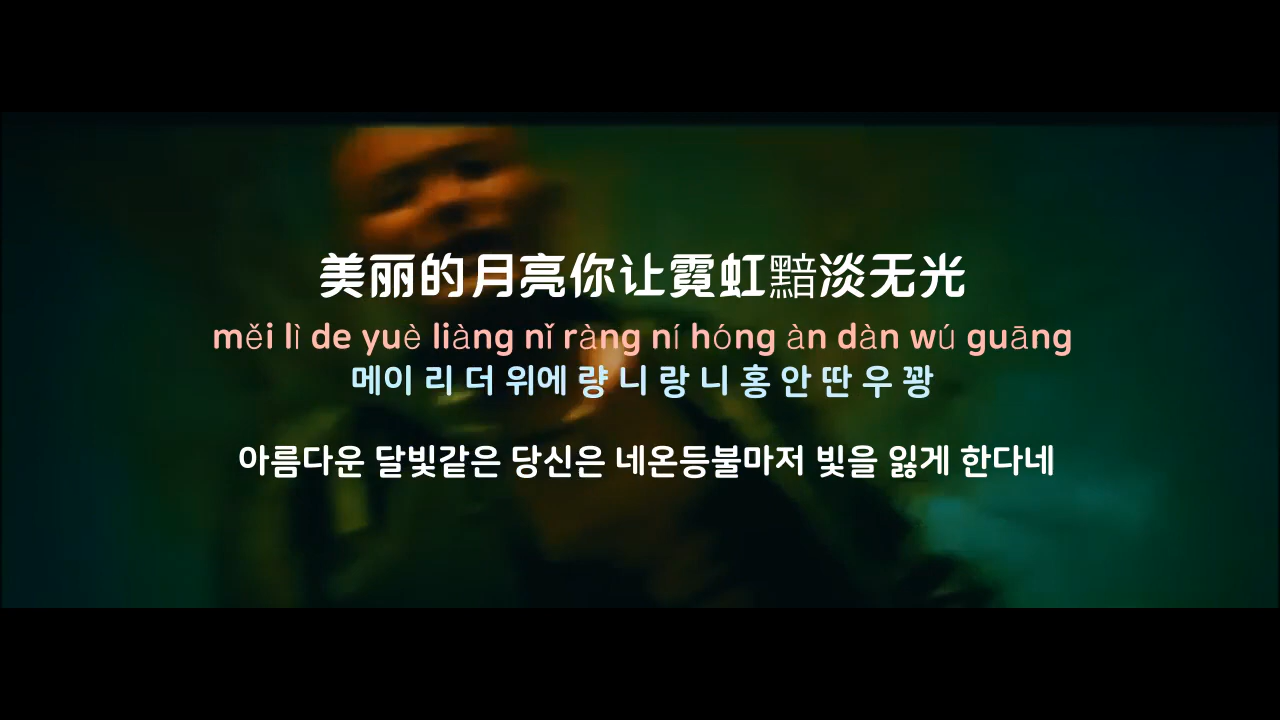 美丽的月亮你让霓虹黯淡无光
měi lì de yuè liàng nǐ ràng ní hóng àn dàn wú guāng
메이 리 더 위에 량 니 랑 니 홍 안 딴 우 꽝
아름다운 달빛같은 당신은 네온등불마저 빛을 잃게 한다네